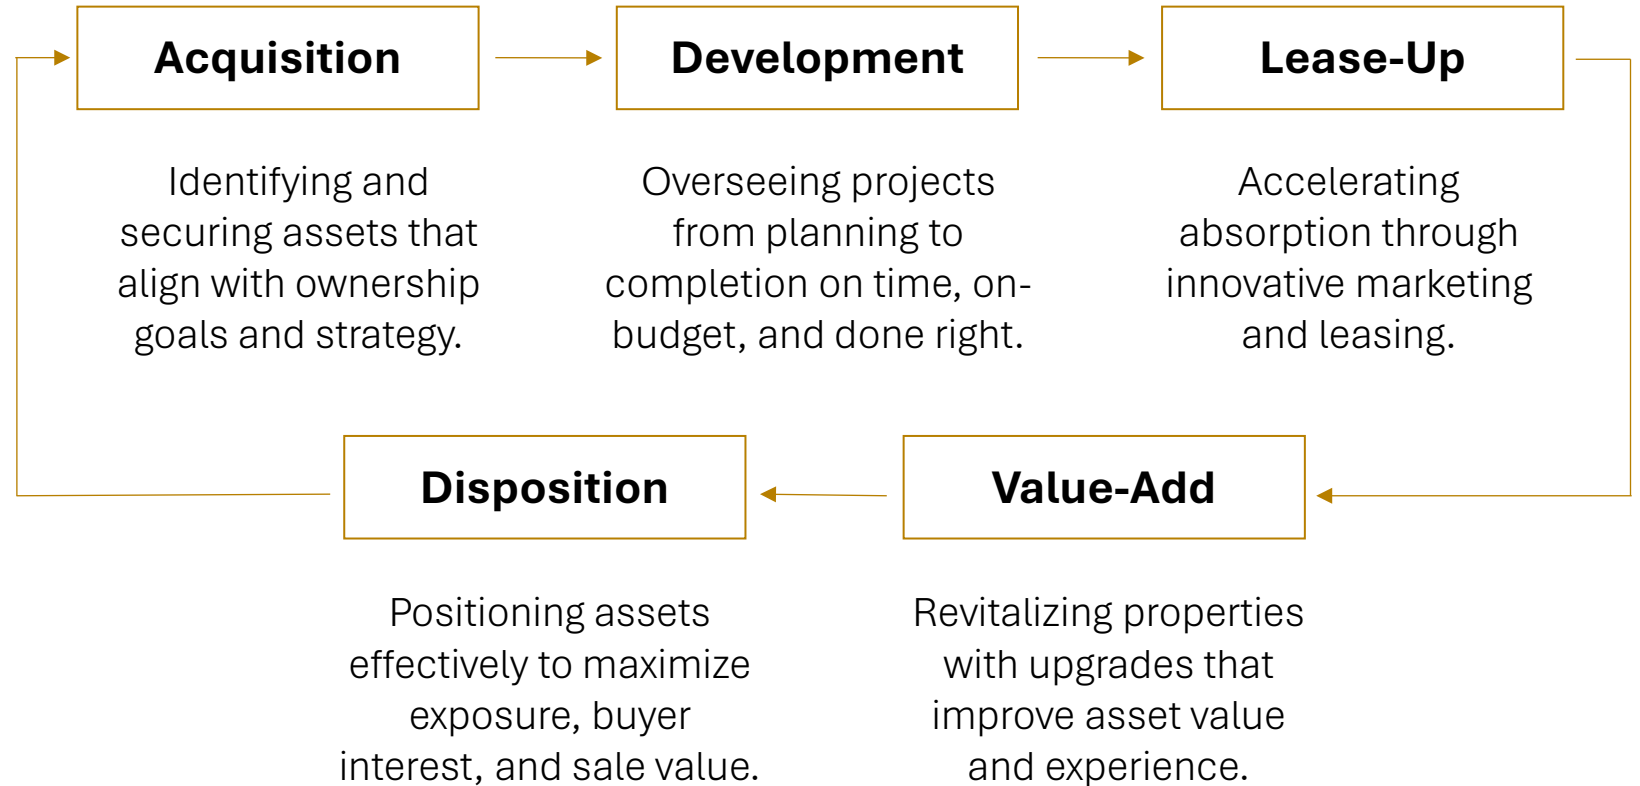 Acquisition
Development
Lease-Up
Identifying and
securing assets that
align with ownership
goals and strategy.
Overseeing projects
from planning to
completion on time, on-
budget, and done right.
Accelerating
absorption through
innovative marketing
and leasing.
Disposition
Value-Add
Positioning assets
effectively to maximize
exposure, buyer
interest, and sale value.
Revitalizing properties
with upgrades that
improve asset value
and experience.